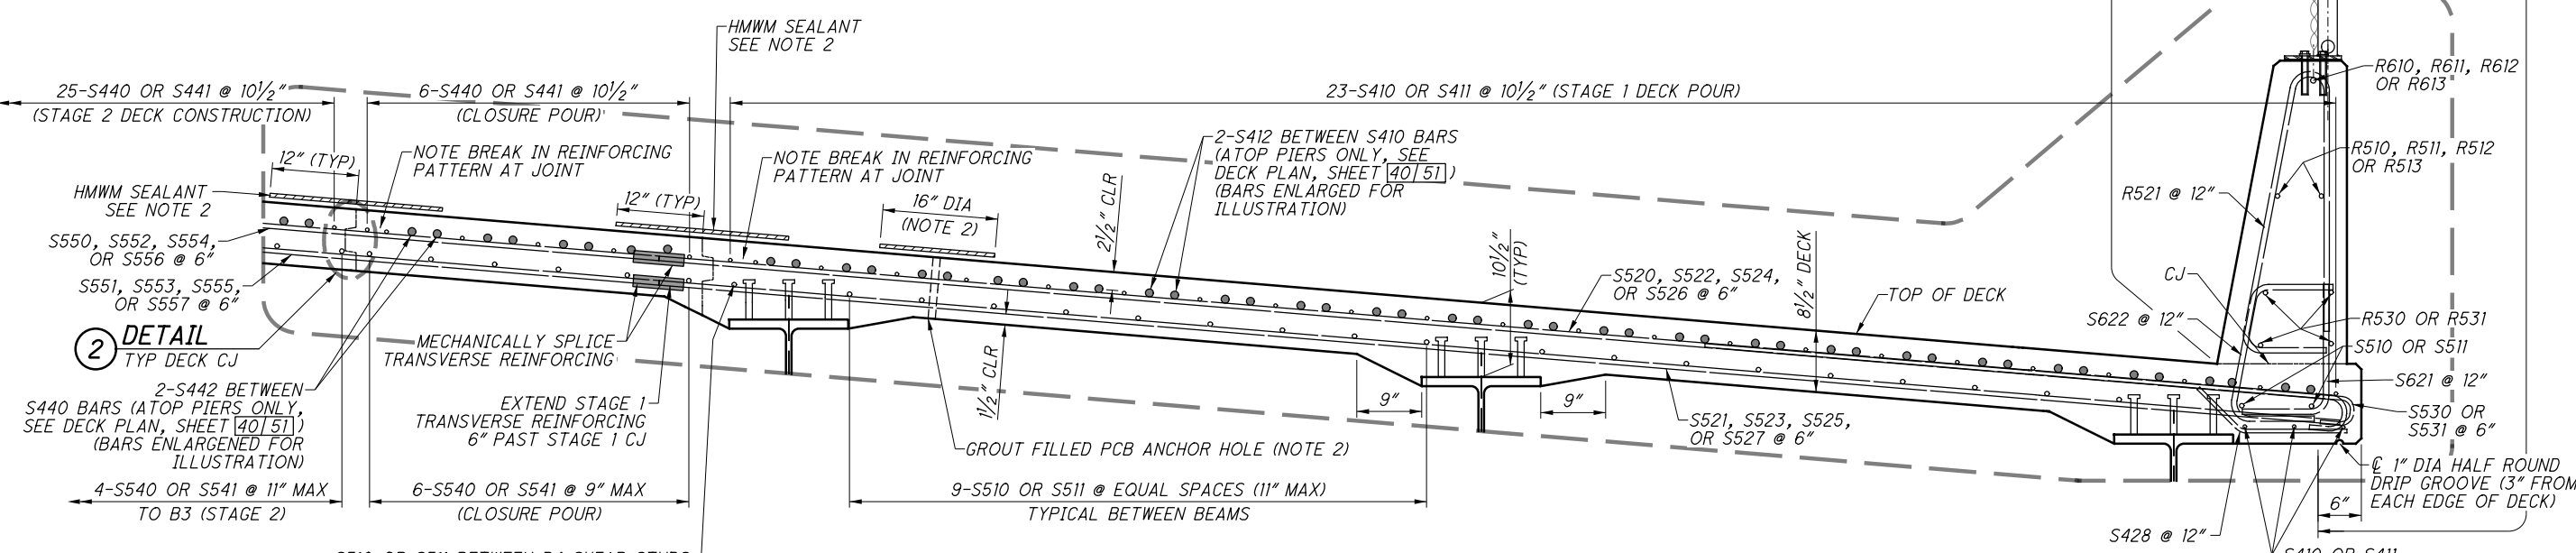 HMWM SEALANT
SEE NOTE 2
25-S440 OR S441 @ 10½"
(STAGE 2 DECK CONSTRUCTION)
6-S440 OR S441 @ 10½"
(CLOSURE POUR)
23-S410 OR S411 @ 10½" (STAGE 1 DECK POUR)
R610, R611, R612
OR R613
12" (TYP)
NOTE BREAK IN REINFORCING
PATTERN AT JOINT
NOTE BREAK IN REINFORCING
PATTERN AT JOINT
2-S412 BETWEEN S410 BARS
(ATOP PIERS ONLY, SEE
DECK PLAN, SHEET 40/51)
(BARS ENLARGED FOR
ILLUSTRATION)
R510, R511, R512
OR R513
HMWM SEALANT
SEE NOTE 2
12" (TYP)
16" DIA
(NOTE 2)
2½" CLR
R521 @ 12"
S550, S552, S554,
OR S556 @ 6"
S551, S553, S555,
OR S557 @ 6"
10½"
(TYP)
S520, S522, S524,
OR S526 @ 6"
8½" DECK
TOP OF DECK
CJ
S622 @ 12"
R530 OR R531
S510 OR S511
2
DETAIL
TYP DECK CJ
MECHANICALLY SPLICE
TRANSVERSE REINFORCING
2-S442 BETWEEN
S440 BARS (ATOP PIERS ONLY,
SEE DECK PLAN, SHEET 40/51)
(BARS ENLARGENED FOR
ILLUSTRATION)
EXTEND STAGE 1
TRANSVERSE REINFORCING
6" PAST STAGE 1 CJ
1½" CLR
9"
9"
S621 @ 12"
S521, S523, S525,
OR S527 @ 6"
S530 OR
S531 @ 6"
GROUT FILLED PCB ANCHOR HOLE (NOTE 2)
℄ 1" DIA HALF ROUND
DRIP GROOVE (3" FROM
EACH EDGE OF DECK)
4-S540 OR S541 @ 11" MAX
TO B3 (STAGE 2)
6-S540 OR S541 @ 9" MAX
(CLOSURE POUR)
9-S510 OR S511 @ EQUAL SPACES (11" MAX)
TYPICAL BETWEEN BEAMS
6"
S428 @ 12"
S410 OR S411